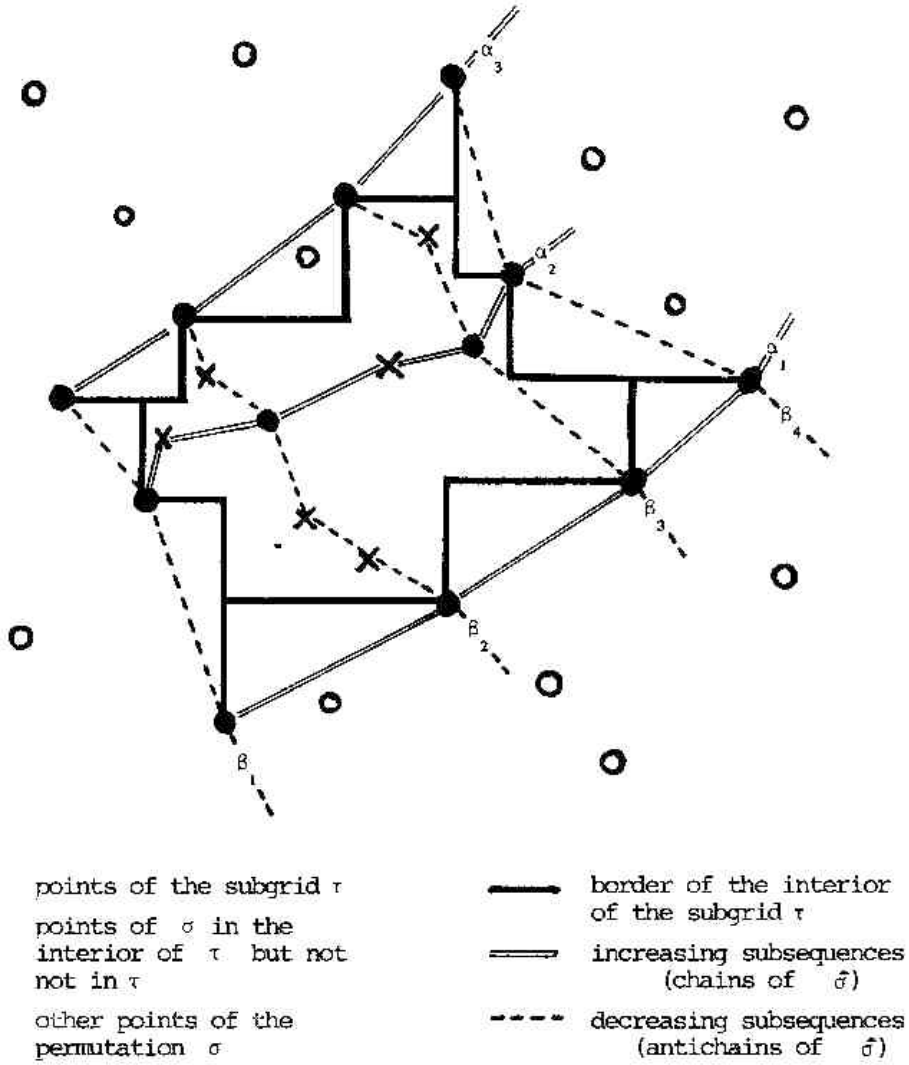 α3
α2
α1
β4
β3
β2
β1
points of the subgrid τ
points of σ in the
interior of τ but not
not in τ
other points of the
permutation σ
border of the interior
of the subgrid τ
increasing subsequences
(chains of σ̂)
decreasing subsequences
(antichains of σ̂)